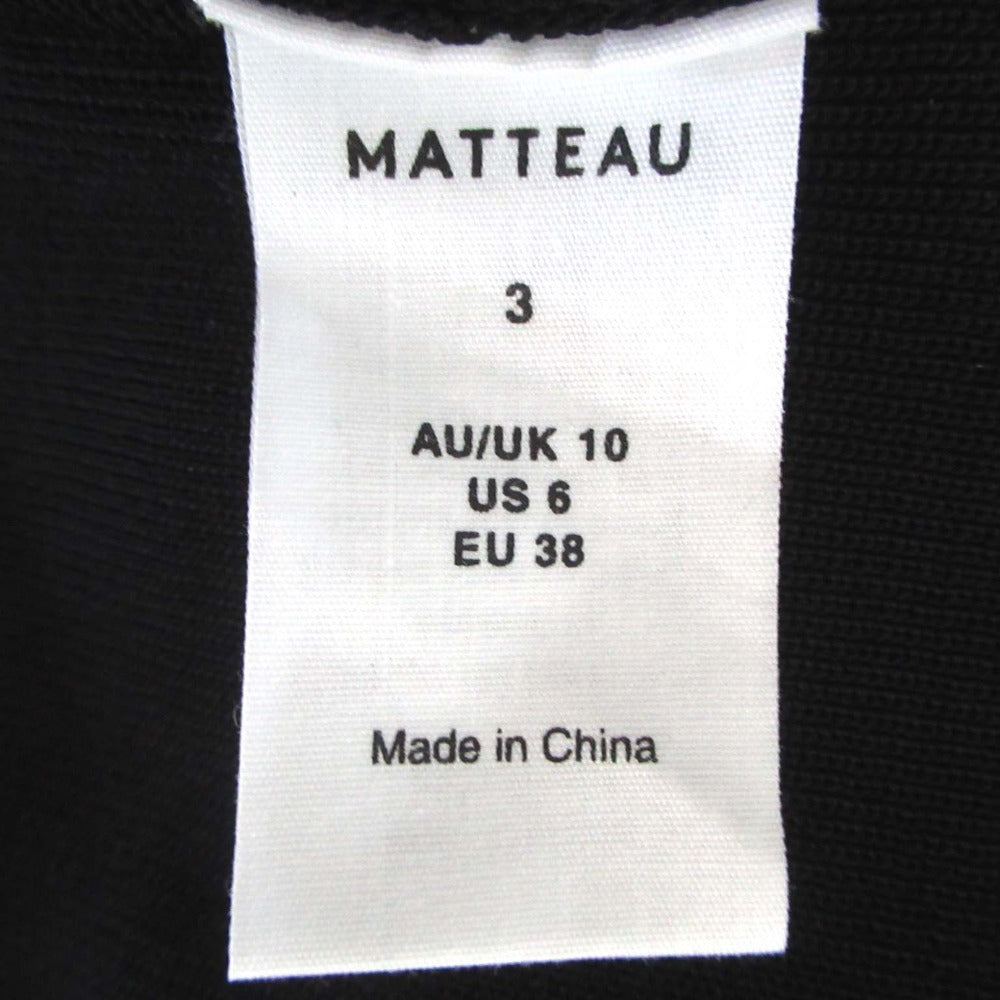 MATTEAU
3
AU/UK 10
US 6
EU 38
Made in China